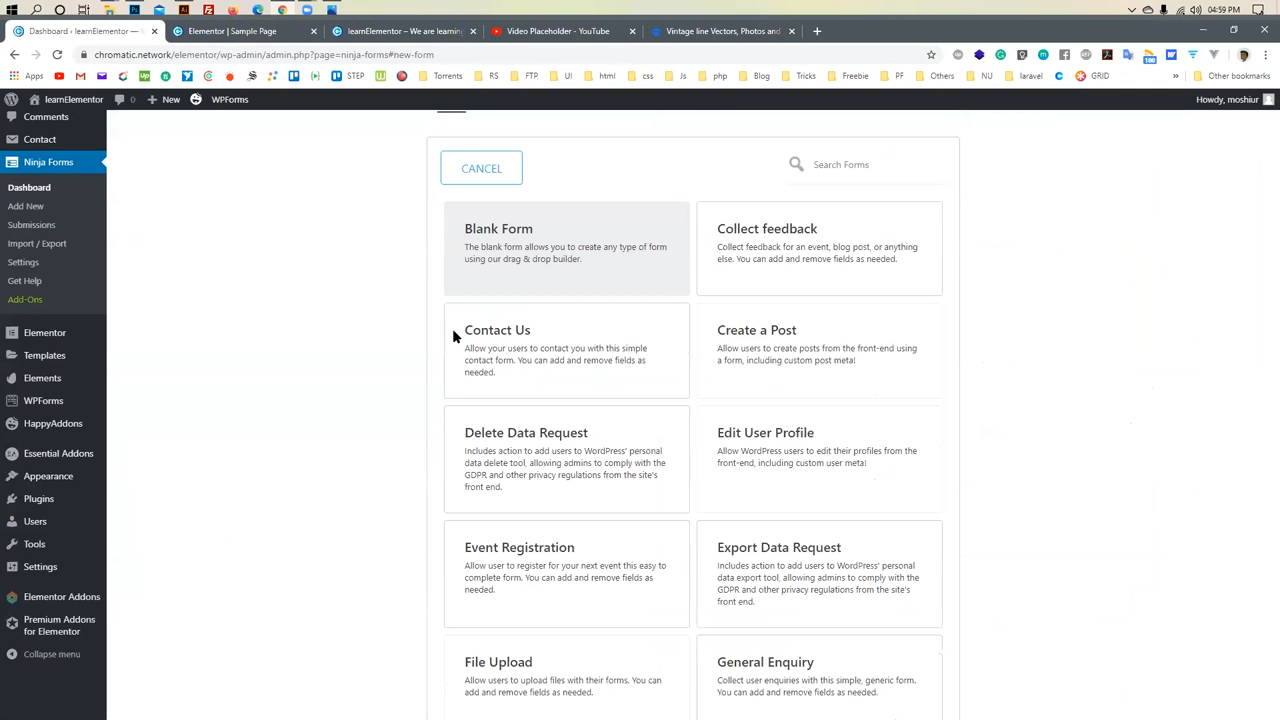 04:59 PM
Dashboard ‹ learnElementor —
Elementor | Sample Page
learnElementor – We are learning
Video Placeholder - YouTube
Vintage line Vectors, Photos and
chromatic.network/elementor/wp-admin/admin.php?page=ninja-forms#new-form
Apps
STEP
Torrents
RS
FTP
UI
html
css
Js
php
Blog
Tricks
Freebie
PF
Others
NU
laravel
GRID
»
Other bookmarks
learnElementor
0
New
WPForms
Howdy, moshiur
Comments
Contact
Ninja Forms
Dashboard
Add New
Submissions
Import / Export
Settings
Get Help
Add-Ons
Elementor
Templates
Elements
WPForms
HappyAddons
Essential Addons
Appearance
Plugins
Users
Tools
Settings
Elementor Addons
Premium Addons
for Elementor
Collapse menu
CANCEL
Search Forms
Blank Form
The blank form allows you to create any type of form
using our drag & drop builder.
Collect feedback
Collect feedback for an event, blog post, or anything
else. You can add and remove fields as needed.
Contact Us
Allow your users to contact you with this simple
contact form. You can add and remove fields as
needed.
Create a Post
Allow users to create posts from the front-end using
a form, including custom post meta!
Delete Data Request
Includes action to add users to WordPress' personal
data delete tool, allowing admins to comply with the
GDPR and other privacy regulations from the site's
front end.
Edit User Profile
Allow WordPress users to edit their profiles from the
front-end, including custom user meta!
Event Registration
Allow user to register for your next event this easy to
complete form. You can add and remove fields as
needed.
Export Data Request
Includes action to add users to WordPress' personal
data export tool, allowing admins to comply with the
GDPR and other privacy regulations from the site's
front end.
File Upload
Allow users to upload files with their forms. You can
add and remove fields as needed.
General Enquiry
Collect user enquiries with this simple, generic form.
You can add and remove fields as needed.